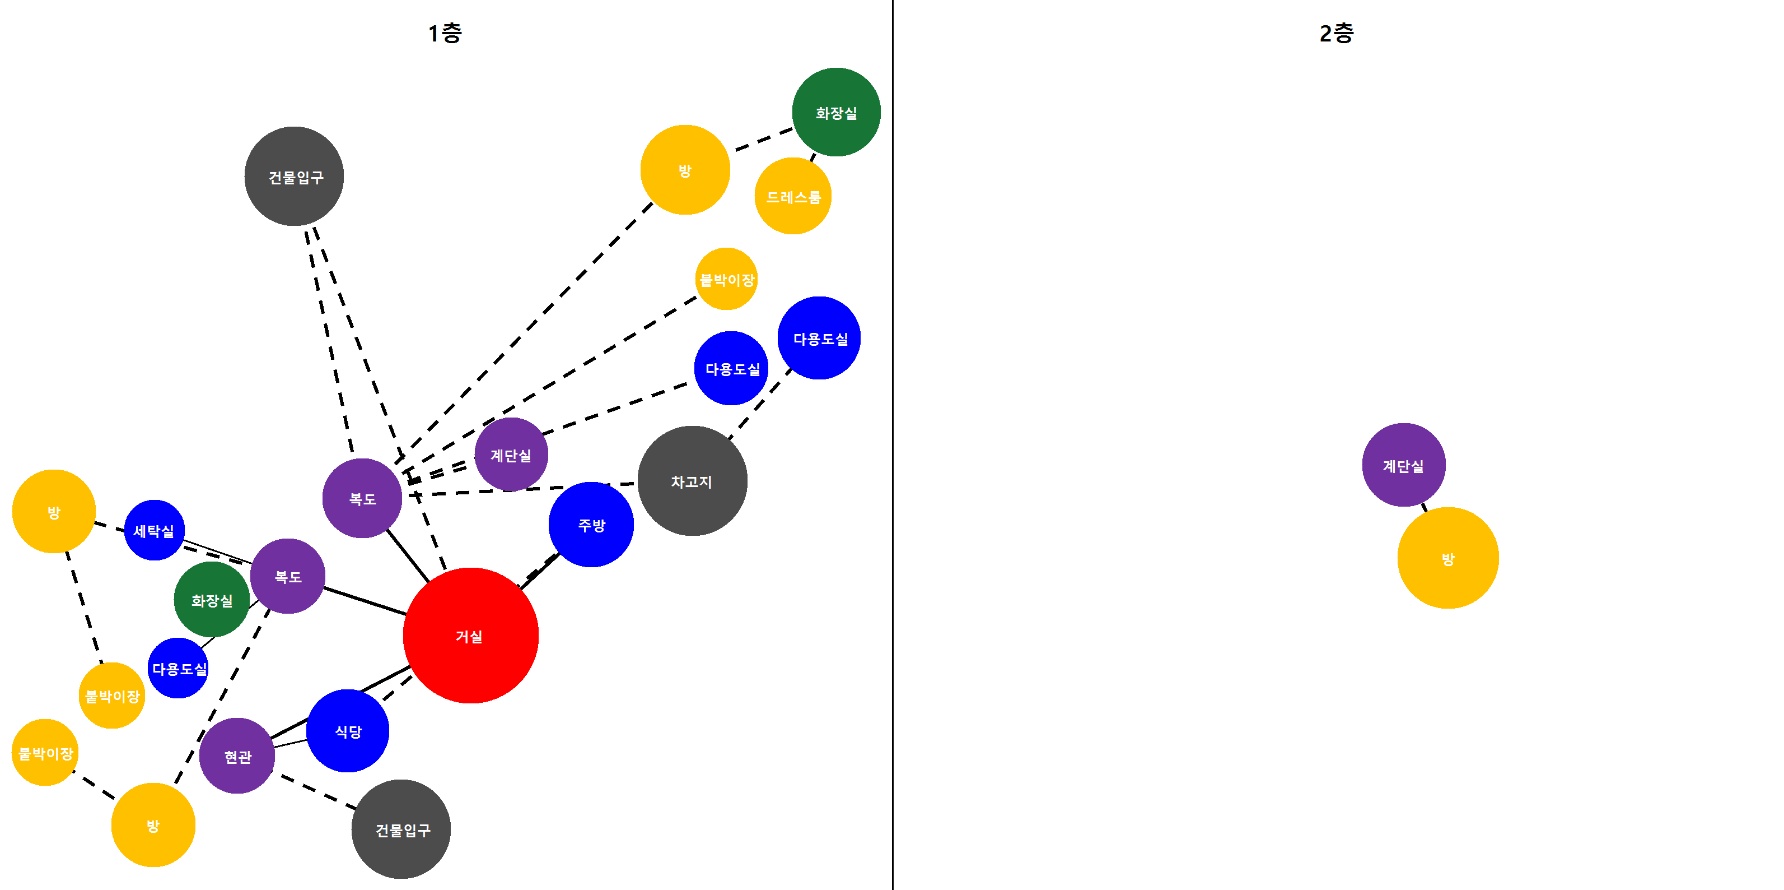 1층
2층
화장실
방
건물입구
드레스룸
붙박이장
다용도실
다용도실
계단실
차고지
복도
주방
방
세탁실
복도
화장실
거실
다용도실
붙박이장
식당
현관
붙박이장
방
건물입구
계단실
방